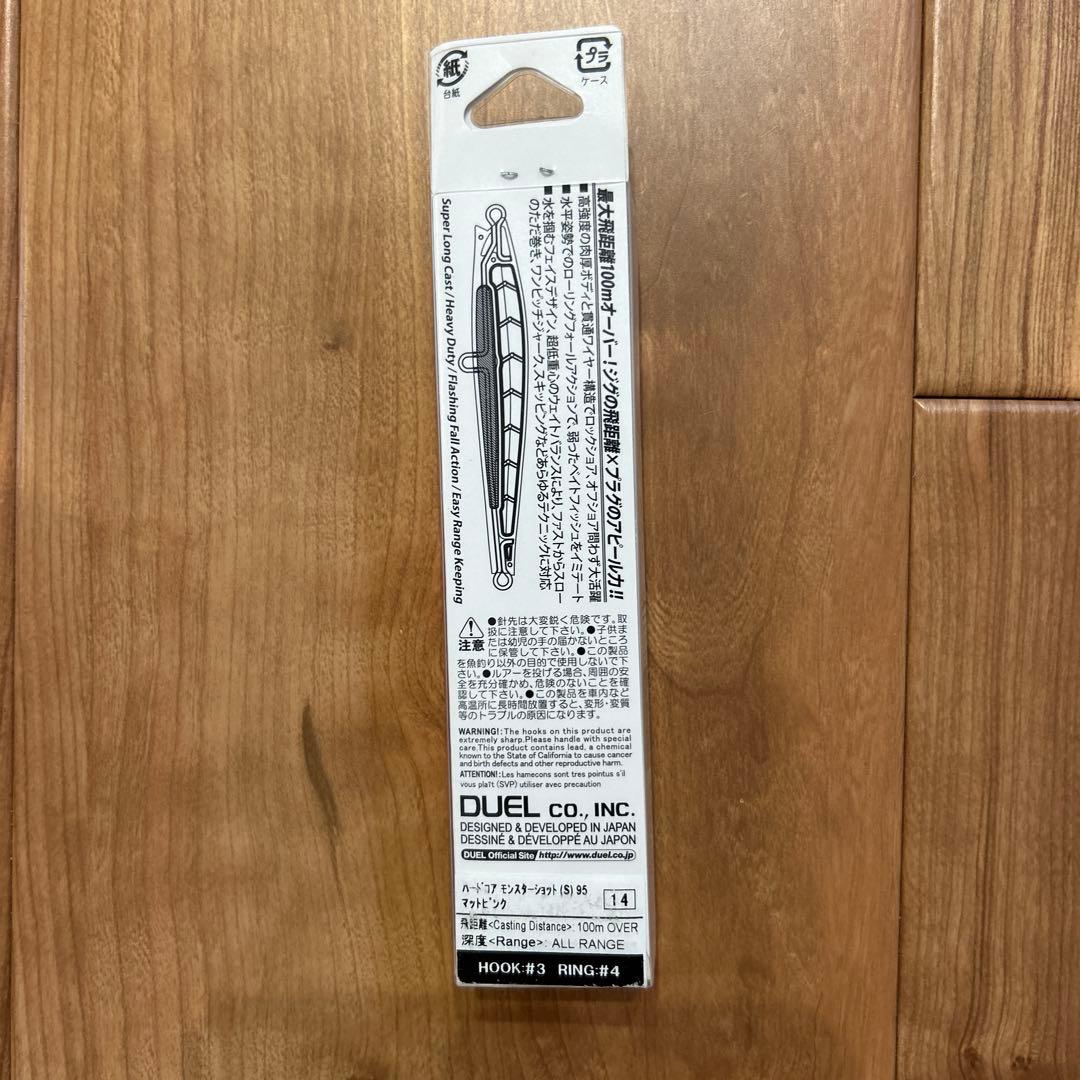 紙
台紙
プラ
ケース
最大飛距離100mオーバー！ジグの飛距離×プラグのアピール力!!
■高強度の肉厚ボディと貫通ワイヤー構造でロックショア、オフショア問わず大活躍
■水平姿勢でのローリングフォールアクションで、弱ったベイトフィッシュをイミテート
■水を掴むフェイスデザイン、超低重心のウェイトバランスにより、ファストからスロー
のただ巻き、ワンピッチジャーク、スキッピングなどあらゆるテクニックに対応
Super Long Cast / Heavy Duty / Flashing Fall Action / Easy Range Keeping
注意
●針先は大変鋭く危険です。取
扱に注意して下さい。●子供ま
たは幼児の手の届かないところ
に保管して下さい。●この製品
を魚釣り以外の目的で使用しないで下
さい。●ルアーを投げる場合、周囲の安
全を充分確かめ、危険のないことを確
認して下さい。●この製品を車内など
高温所に長時間放置すると、変形・変質
等のトラブルの原因になります。
WARNING!:The hooks on this product are
extremely sharp.Please handle with special
care.This product contains lead, a chemical
known to the State of California to cause cancer
and birth defects and other reproductive harm.
ATTENTION!:Les hamecons sont tres pointus s'il
vous plaît (SVP) utiliser avec precaution
DUEL CO., INC.
DESIGNED & DEVELOPED IN JAPAN
DESSINÉ & DÉVELOPPÉ AU JAPON
DUEL Official Site http://www.duel.co.jp
ハードコア モンスターショット(S) 95
マットピンク 14
飛距離<Casting Distance>: 100m OVER
深度<Range>: ALL RANGE
HOOK:#3 RING:#4